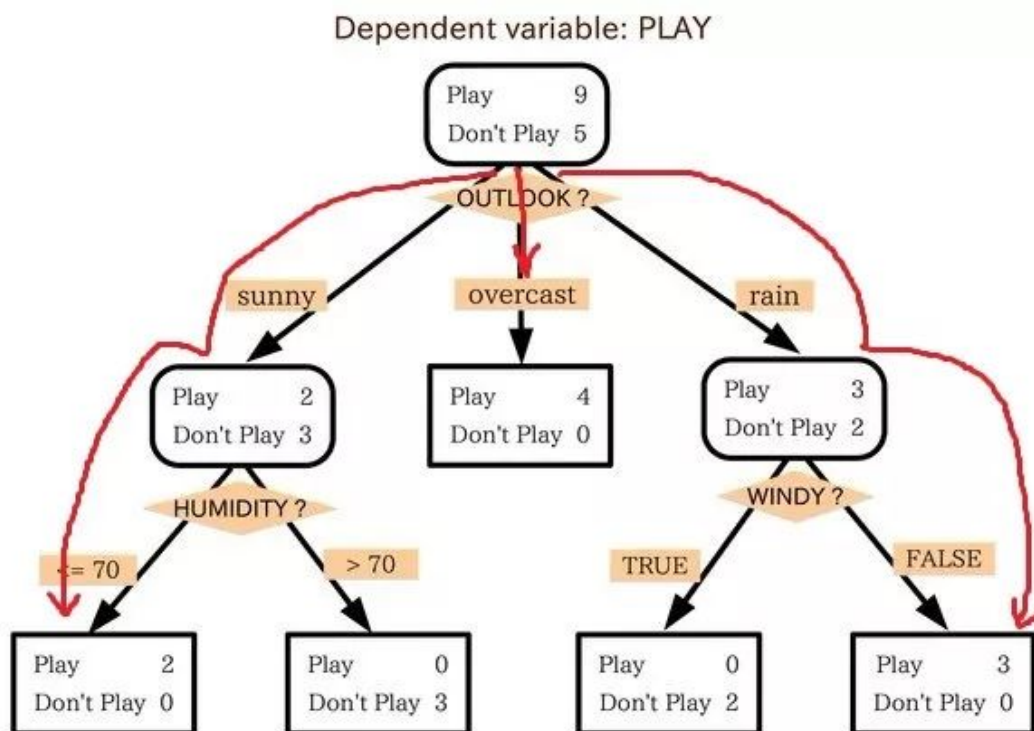 Dependent variable: PLAY
Play 9
Don't Play 5
OUTLOOK ?
sunny
overcast
rain
Play 2
Don't Play 3
Play 4
Don't Play 0
Play 3
Don't Play 2
HUMIDITY ?
WINDY ?
<= 70
> 70
TRUE
FALSE
Play 2
Don't Play 0
Play 0
Don't Play 3
Play 0
Don't Play 2
Play 3
Don't Play 0